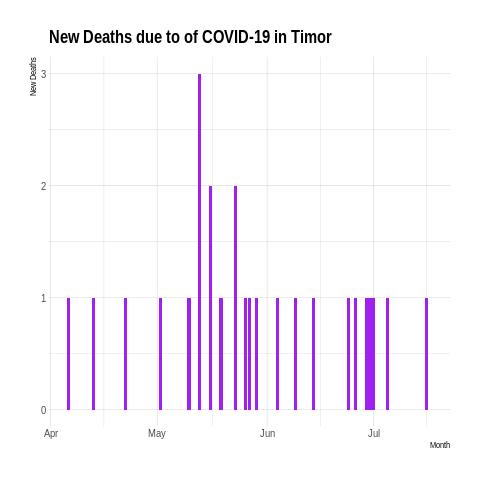 New Deaths due to of COVID-19 in Timor
New Deaths
3
2
1
0
Apr May Jun Jul
Month